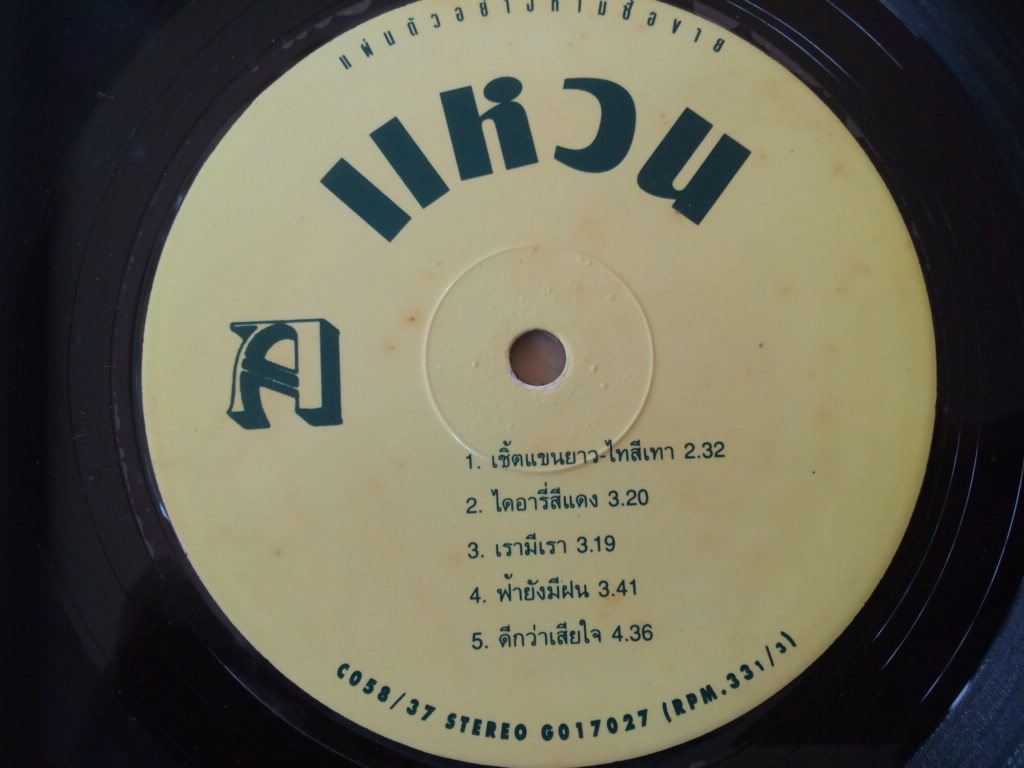 แผ่นตัวอย่างห้ามซื้อขาย
แหวน
ส
1. เชิ้ตแขนยาว-ไทสีเทา 2.32
2. ไดอารี่สีแดง 3.20
3. เรามีเรา 3.19
4. ฟ้ายังมีฝน 3.41
5. ดีกว่าเสียใจ 4.36
C058/37 STEREO G017027 (RPM.33 1/3)